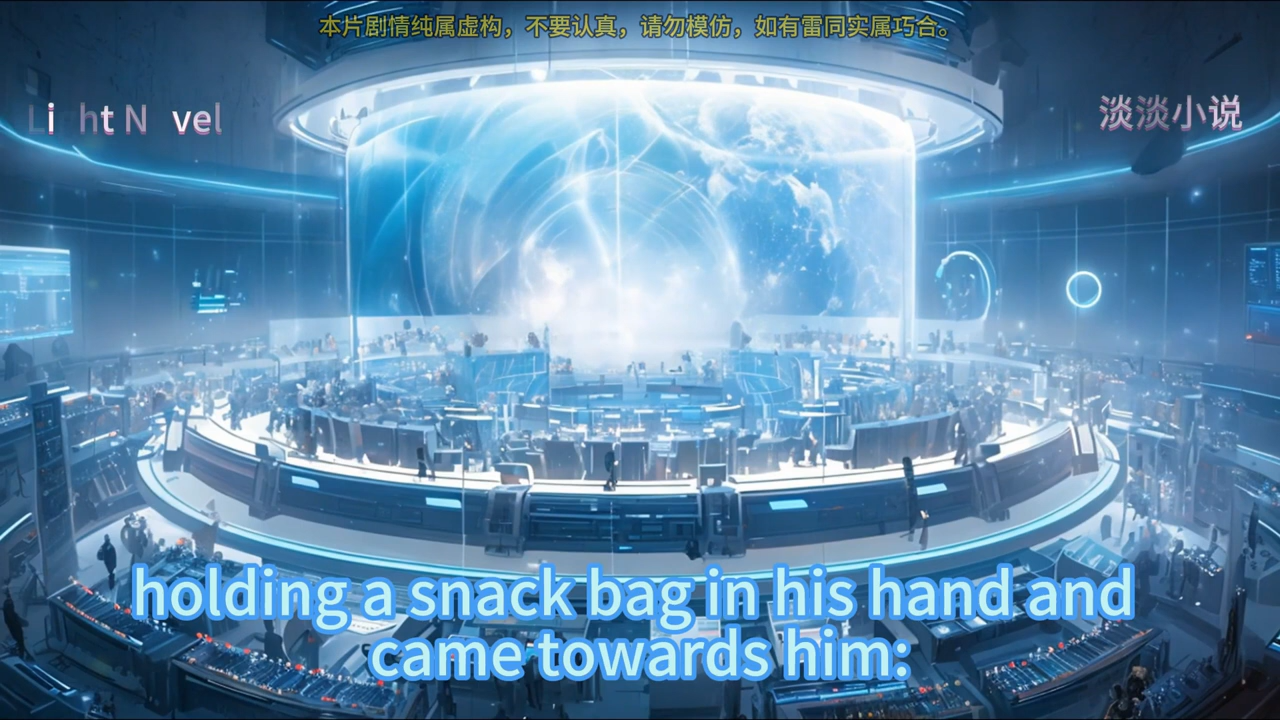 本片剧情纯属虚构，不要认真，请勿模仿，如有雷同实属巧合。
Li ht N vel
淡淡小说
holding a snack bag in his hand and
came towards him: